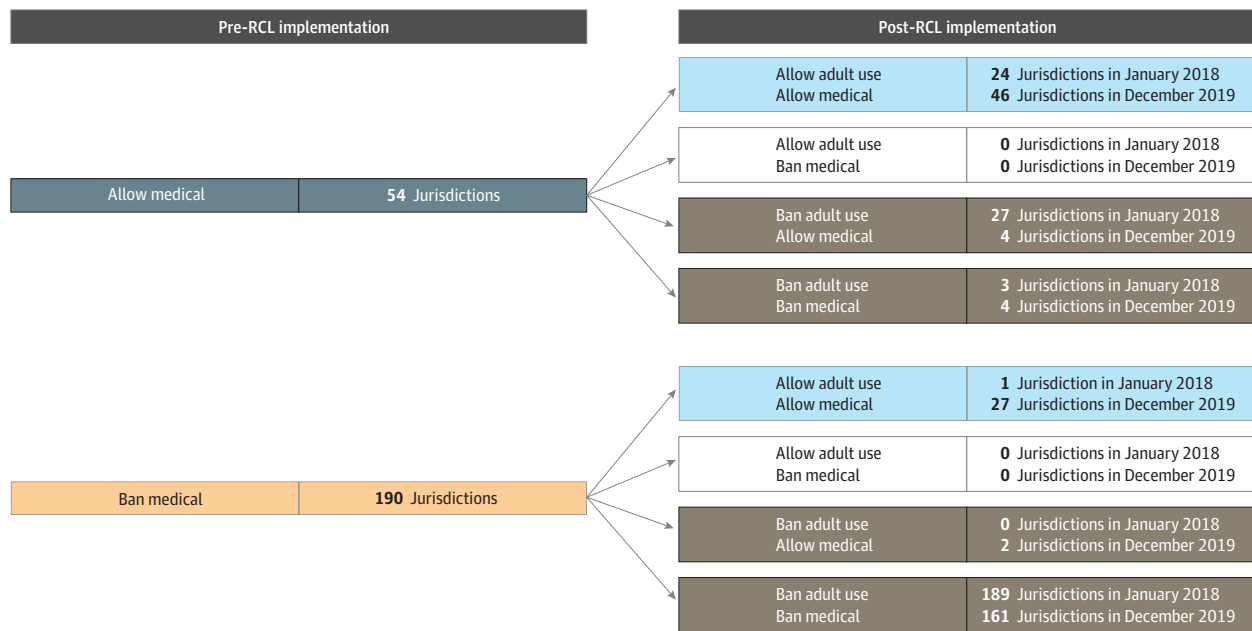 Pre-RCL implementation
Post-RCL implementation
Allow medical
54 Jurisdictions
Allow adult use 24 Jurisdictions in January 2018
Allow medical 46 Jurisdictions in December 2019
Allow adult use 0 Jurisdictions in January 2018
Ban medical 0 Jurisdictions in December 2019
Ban adult use 27 Jurisdictions in January 2018
Allow medical 4 Jurisdictions in December 2019
Ban adult use 3 Jurisdictions in January 2018
Ban medical 4 Jurisdictions in December 2019
Ban medical
190 Jurisdictions
Allow adult use 1 Jurisdiction in January 2018
Allow medical 27 Jurisdictions in December 2019
Allow adult use 0 Jurisdictions in January 2018
Ban medical 0 Jurisdictions in December 2019
Ban adult use 0 Jurisdictions in January 2018
Allow medical 2 Jurisdictions in December 2019
Ban adult use 189 Jurisdictions in January 2018
Ban medical 161 Jurisdictions in December 2019